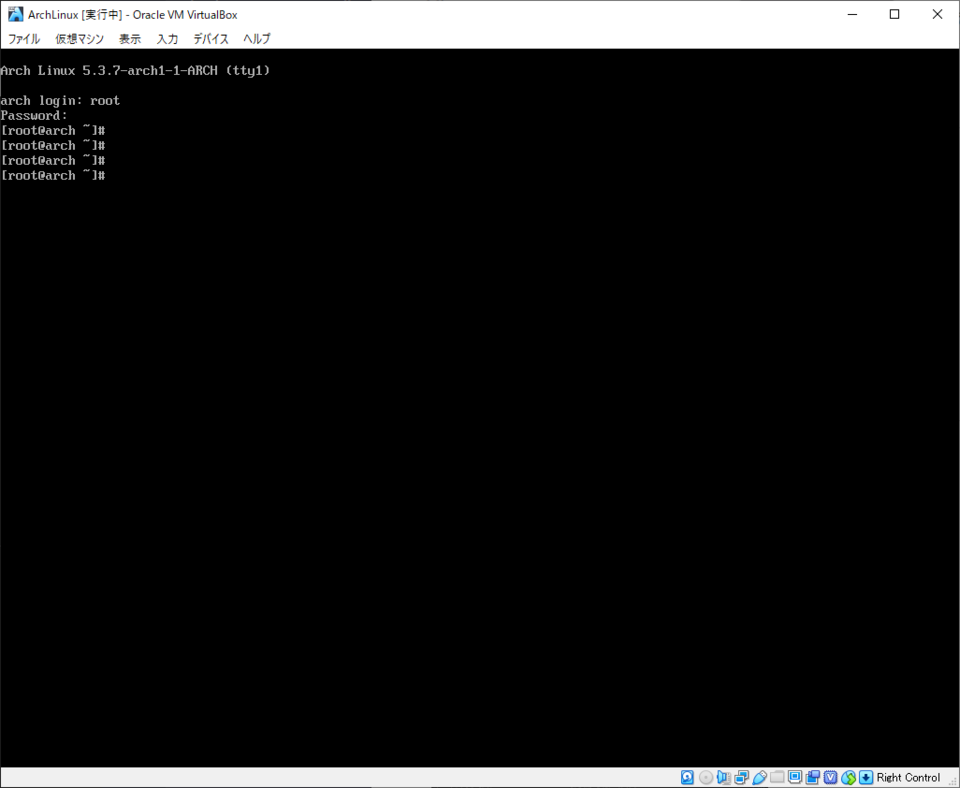 ArchLinux [実行中] - Oracle VM VirtualBox
ファイル 仮想マシン 表示 入力 デバイス ヘルプ
Arch Linux 5.3.7-arch1-1-ARCH (tty1)
arch login: root
Password:
[root@arch ~]#
[root@arch ~]#
[root@arch ~]#
[root@arch ~]#
Right Control